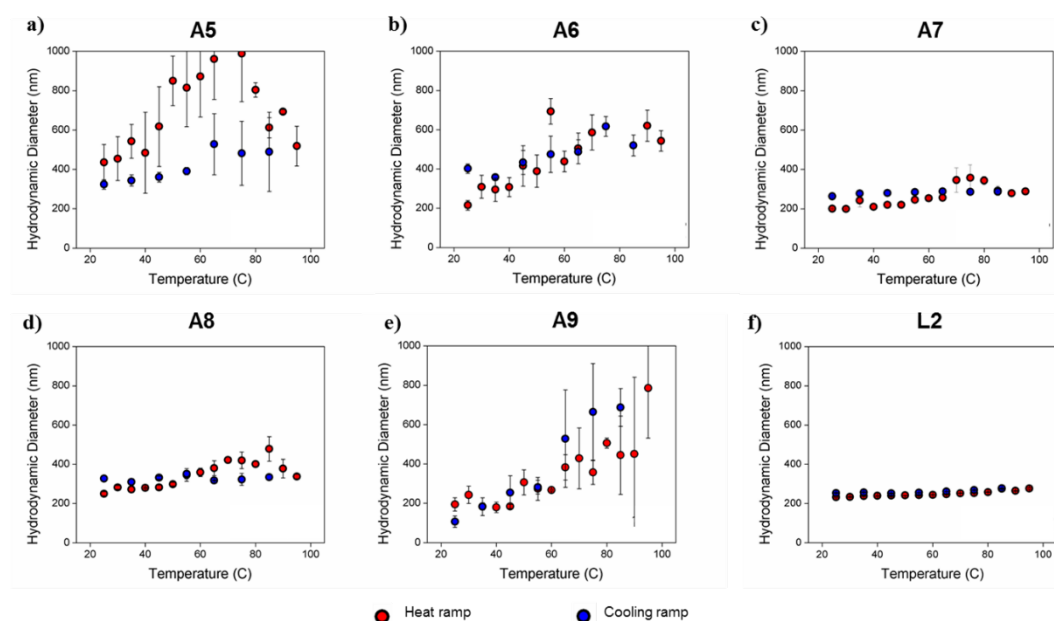 a) A5
b) A6
c) A7
Hydrodynamic Diameter (nm)
1000
800
600
400
200
0
20 40 60 80 100
Temperature (C)
Hydrodynamic Diameter (nm)
1000
800
600
400
200
0
20 40 60 80 100
Temperature (C)
Hydrodynamic Diameter (nm)
1000
800
600
400
200
0
20 40 60 80 100
Temperature (C)
d) A8
e) A9
f) L2
Hydrodynamic Diameter (nm)
1000
800
600
400
200
0
20 40 60 80 100
Temperature (C)
Hydrodynamic Diameter (nm)
1000
800
600
400
200
0
20 40 60 80 100
Temperature (C)
Hydrodynamic Diameter (nm)
1000
800
600
400
200
0
20 40 60 80 100
Temperature (C)
Heat ramp
Cooling ramp